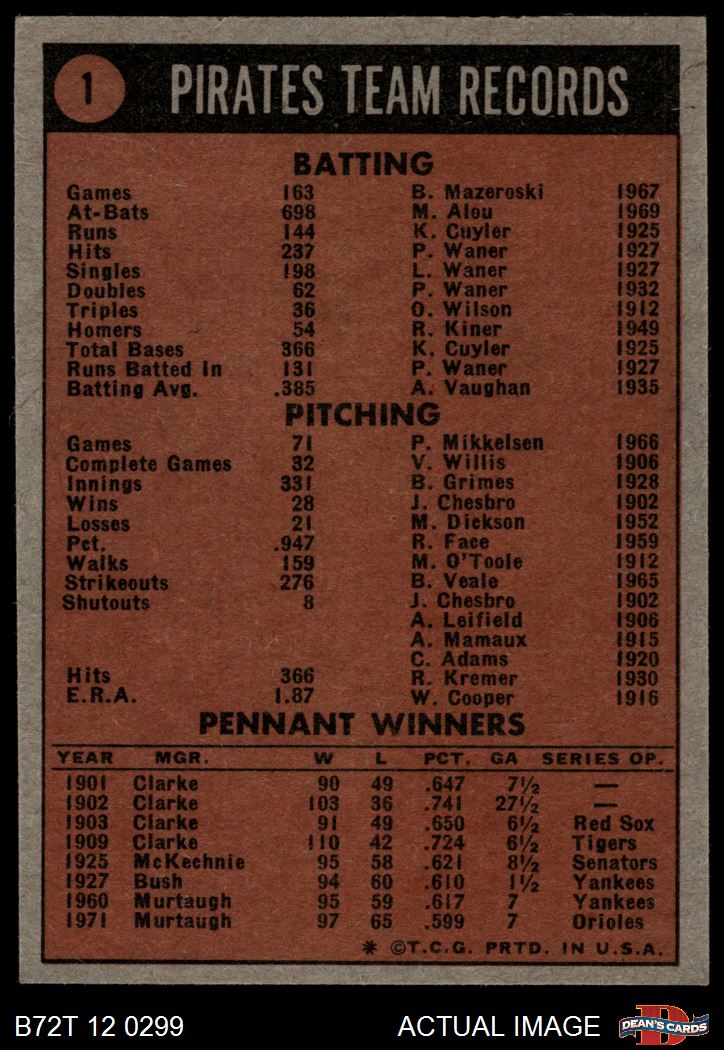 1 PIRATES TEAM RECORDS
BATTING
Games 163 B. Mazeroski 1967
At-Bats 698 M. Alou 1969
Runs 144 K. Cuyler 1925
Hits 237 P. Waner 1927
Singles 198 L. Waner 1927
Doubles 62 P. Waner 1932
Triples 36 O. Wilson 1912
Homers 54 R. Kiner 1949
Total Bases 366 K. Cuyler 1925
Runs Batted In 131 P. Waner 1927
Batting Avg. .385 A. Vaughan 1935
PITCHING
Games 71 P. Mikkelsen 1966
Complete Games 32 V. Willis 1906
Innings 331 B. Grimes 1928
Wins 28 J. Chesbro 1902
Losses 21 M. Dickson 1952
Pct. .947 R. Face 1959
Walks 159 M. O'Toole 1912
Strikeouts 276 B. Veale 1965
Shutouts 8 J. Chesbro 1902
A. Leifield 1906
A. Mamaux 1915
C. Adams 1920
Hits 366 R. Kremer 1930
E.R.A. 1.87 W. Cooper 1916
PENNANT WINNERS
YEAR MGR. W L PCT. GA SERIES OP.
1901 Clarke 90 49 .647 7½ —
1902 Clarke 103 36 .741 27½ —
1903 Clarke 91 49 .650 6½ Red Sox
1909 Clarke 110 42 .724 6½ Tigers
1925 McKechnie 95 58 .621 8½ Senators
1927 Bush 94 60 .610 1½ Yankees
1960 Murtaugh 95 59 .617 7 Yankees
1971 Murtaugh 97 65 .599 7 Orioles
* ©T.C.G. PRTD. IN U.S.A.
B72T 12 0299 ACTUAL IMAGE D DEAN'S CARDS